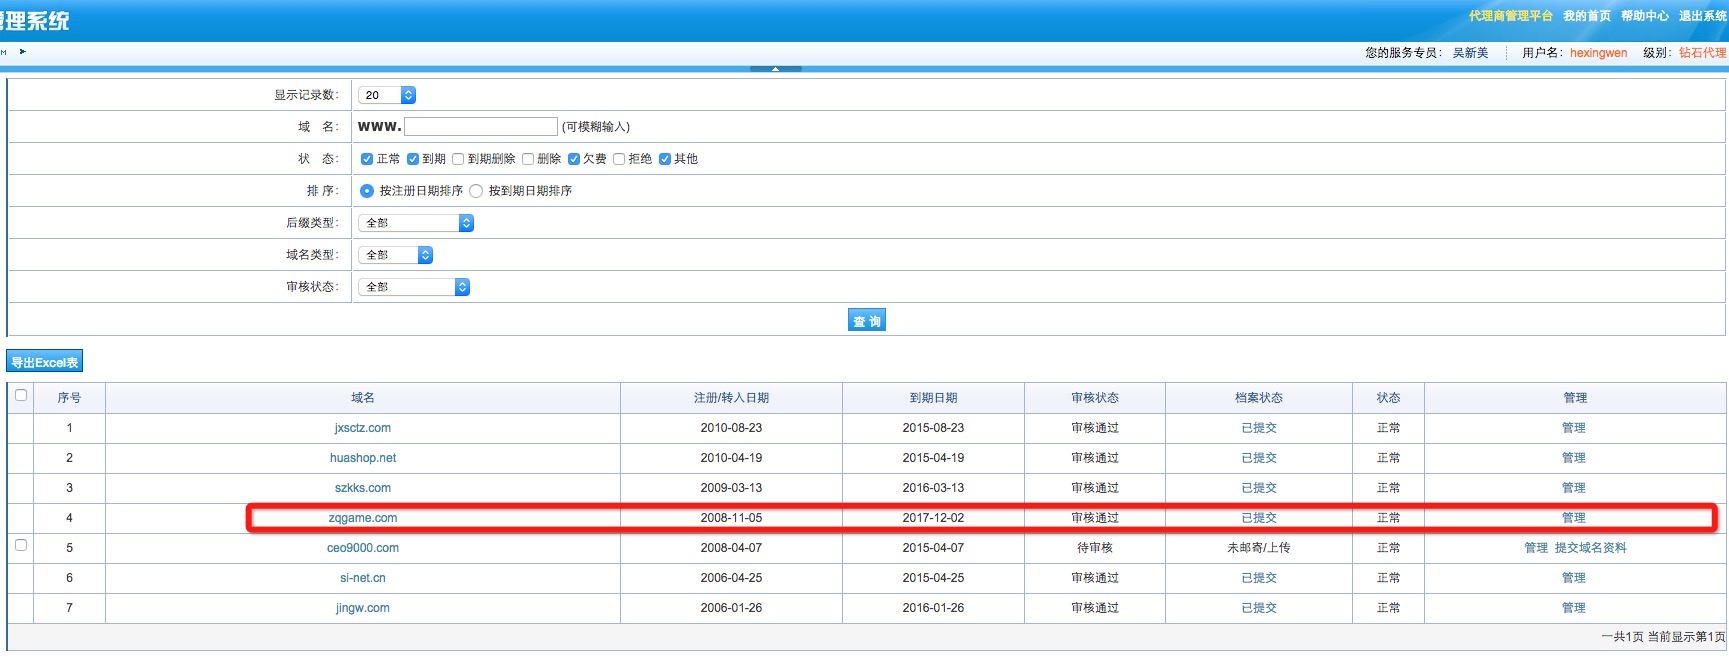 管理系统
代理商管理平台 我的首页 帮助中心 退出系统
您的服务专员: 吴新美 用户名: hexingwen 级别: 钻石代理
显示记录数: 20
域 名: www. (可模糊输入)
状 态: 正常 到期 到期删除 删除 欠费 拒绝 其他
排 序: 按注册日期排序 按到期日期排序
后缀类型: 全部
域名类型: 全部
审核状态: 全部
查 询
导出Excel表
序号 域名 注册/转入日期 到期日期 审核状态 档案状态 状态 管理
1 jxsctz.com 2010-08-23 2015-08-23 审核通过 已提交 正常 管理
2 huashop.net 2010-04-19 2015-04-19 审核通过 已提交 正常 管理
3 szkks.com 2009-03-13 2016-03-13 审核通过 已提交 正常 管理
4 zqgame.com 2008-11-05 2017-12-02 审核通过 已提交 正常 管理
5 ceo9000.com 2008-04-07 2015-04-07 待审核 未邮寄/上传 正常 管理 提交域名资料
6 si-net.cn 2006-04-25 2015-04-25 审核通过 已提交 正常 管理
7 jingw.com 2006-01-26 2016-01-26 审核通过 已提交 正常 管理
一共1页 当前显示第1页